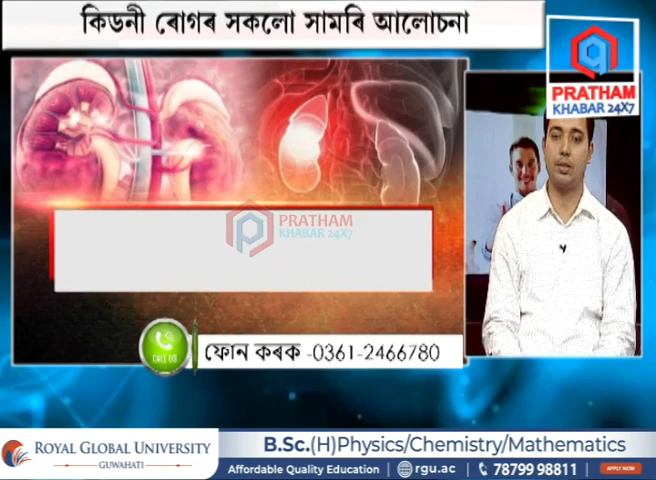 কিডনী ৰোগৰ সকলো সামৰি আলোচনা
PRATHAM
KHABAR 24X7
PRATHAM
KHABAR 24X7
CALL US
ফোন কৰক -0361-2466780
ROYAL GLOBAL UNIVERSITY
GUWAHATI
B.Sc.(H)Physics/Chemistry/Mathematics
Affordable Quality Education | rgu.ac | 78799 98811 | APPLY NOW